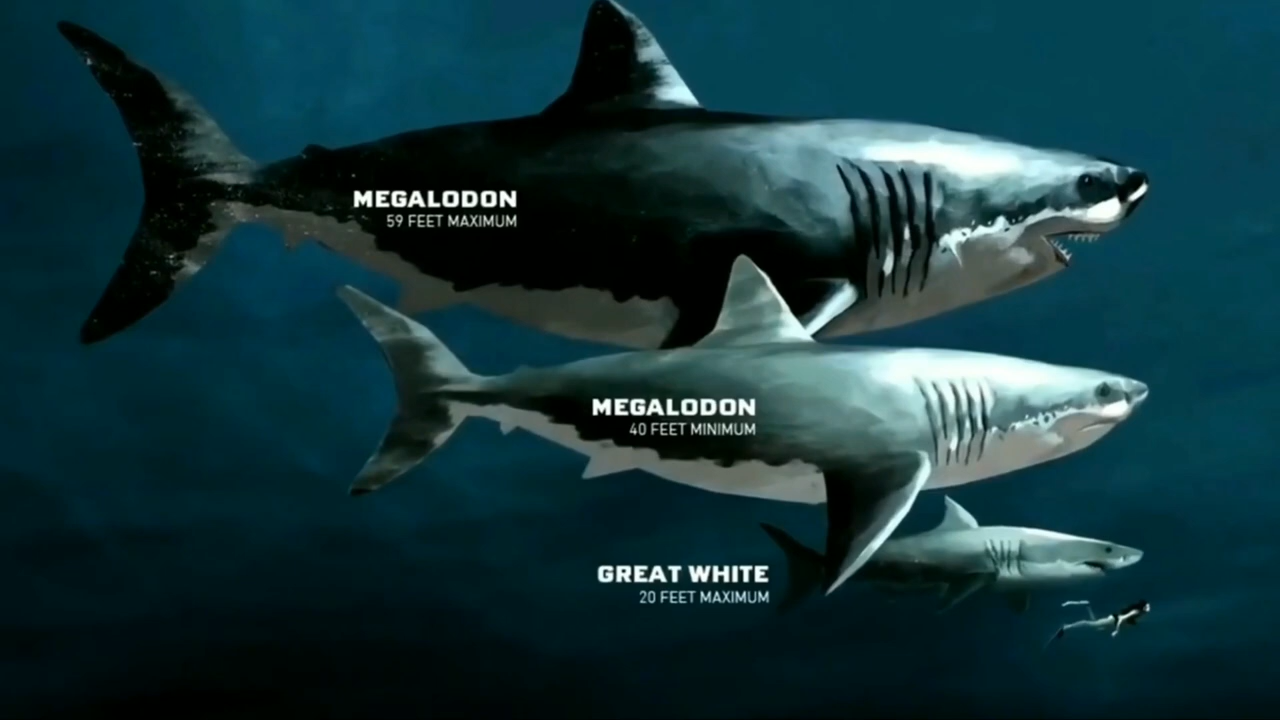 MEGALODON
59 FEET MAXIMUM
MEGALODON
40 FEET MINIMUM
GREAT WHITE
20 FEET MAXIMUM